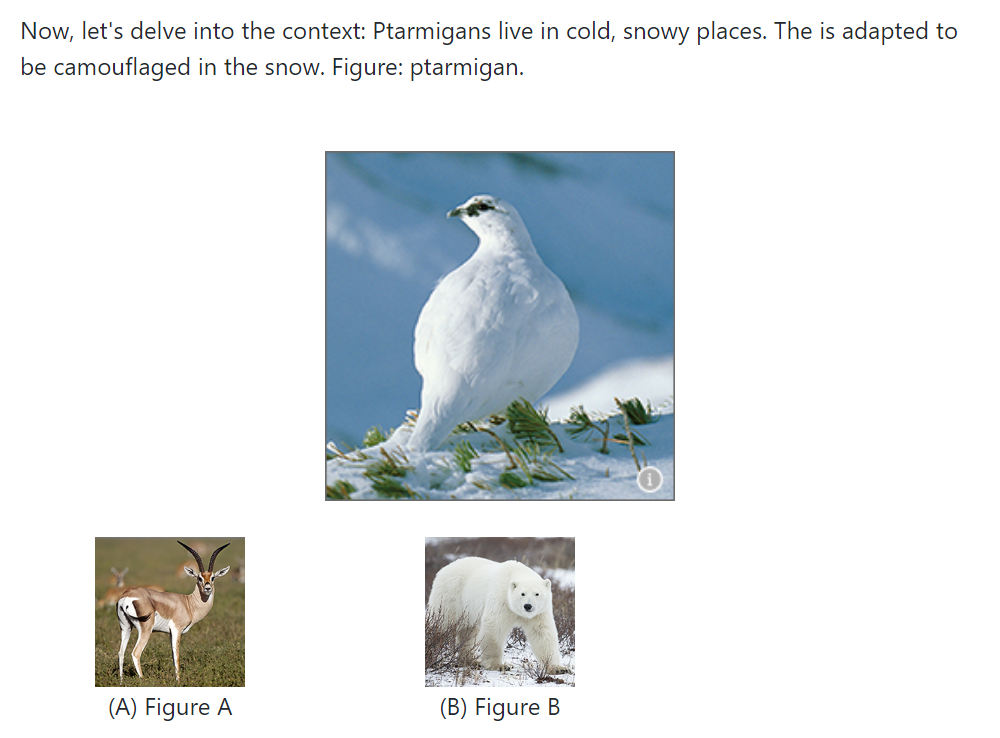 Now, let's delve into the context: Ptarmigans live in cold, snowy places. The is adapted to
be camouflaged in the snow. Figure: ptarmigan.
i
(A) Figure A
(B) Figure B